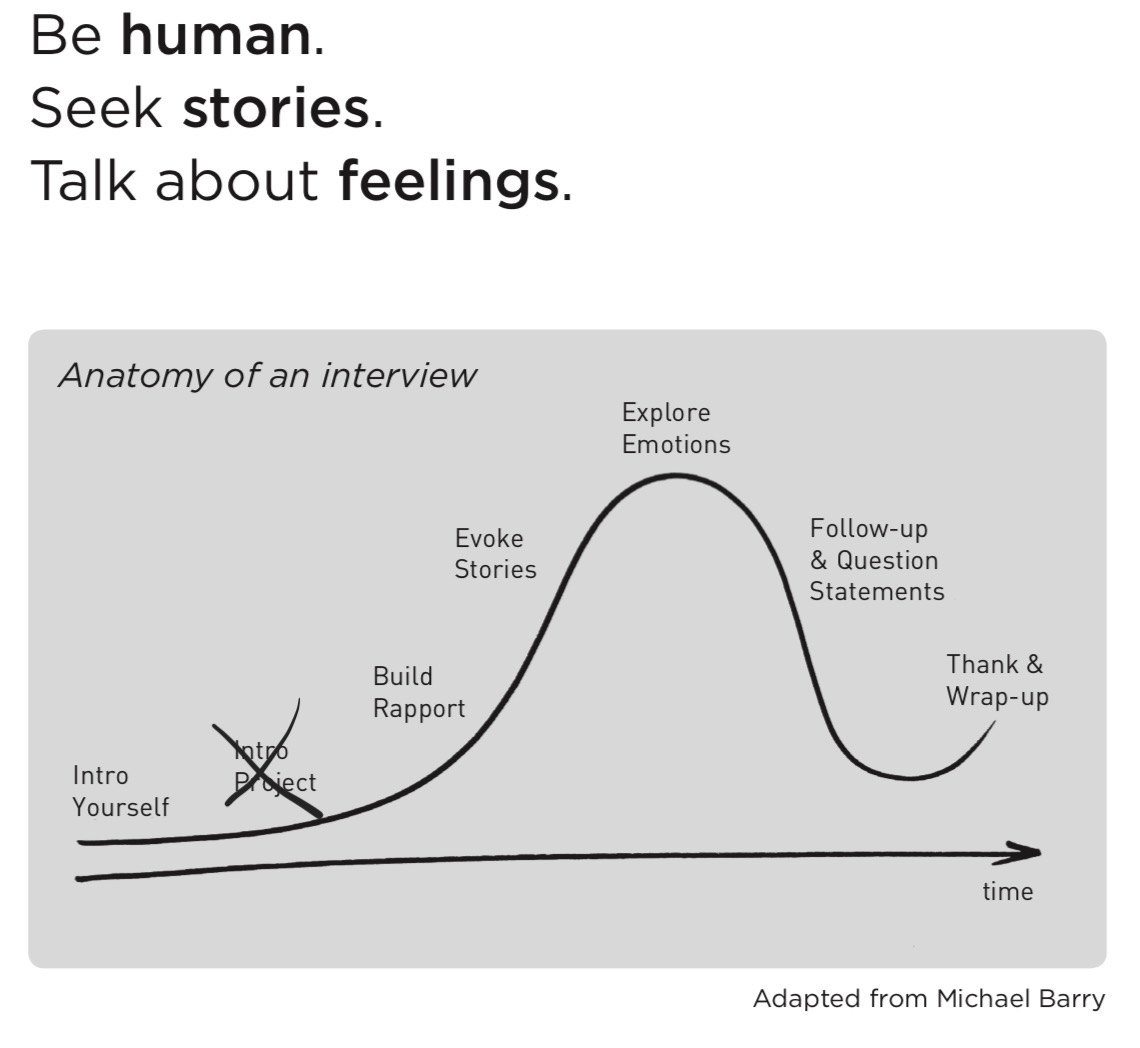 Be human.
Seek stories.
Talk about feelings.
Anatomy of an interview
Explore
Emotions
Evoke
Stories
Follow-up
& Question
Statements
Build
Rapport
Thank &
Wrap-up
Intro
Project
Intro
Yourself
time
Adapted from Michael Barry